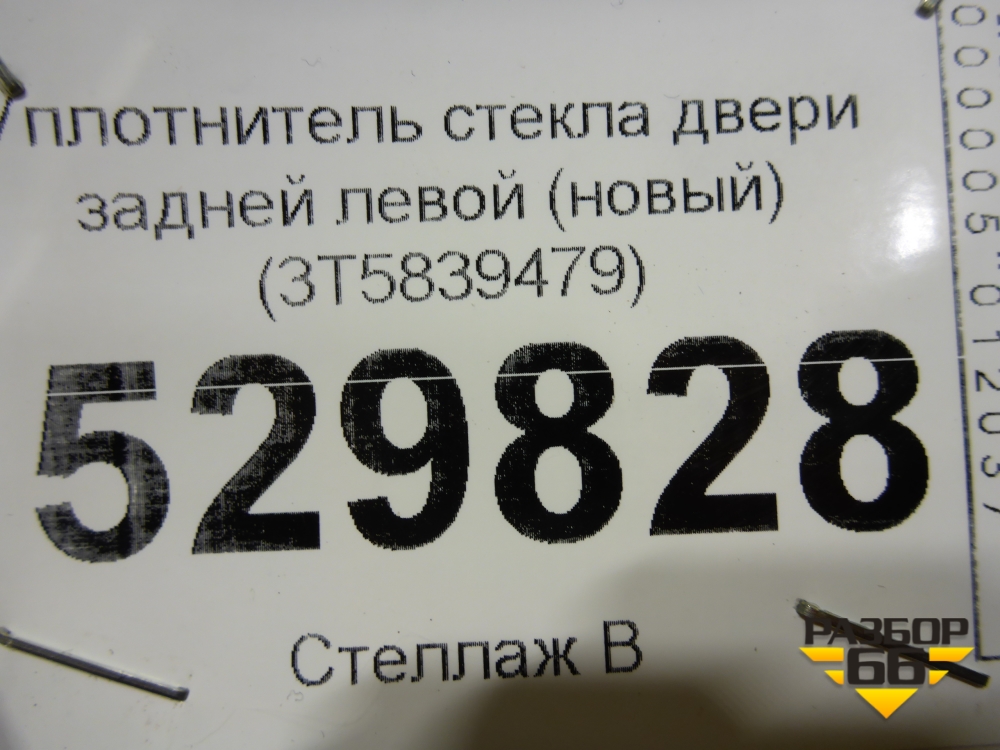 плотнитель стекла двери
задней левой (новый)
(3T5839479)
529828
Стеллаж В
РАЗБОР
66